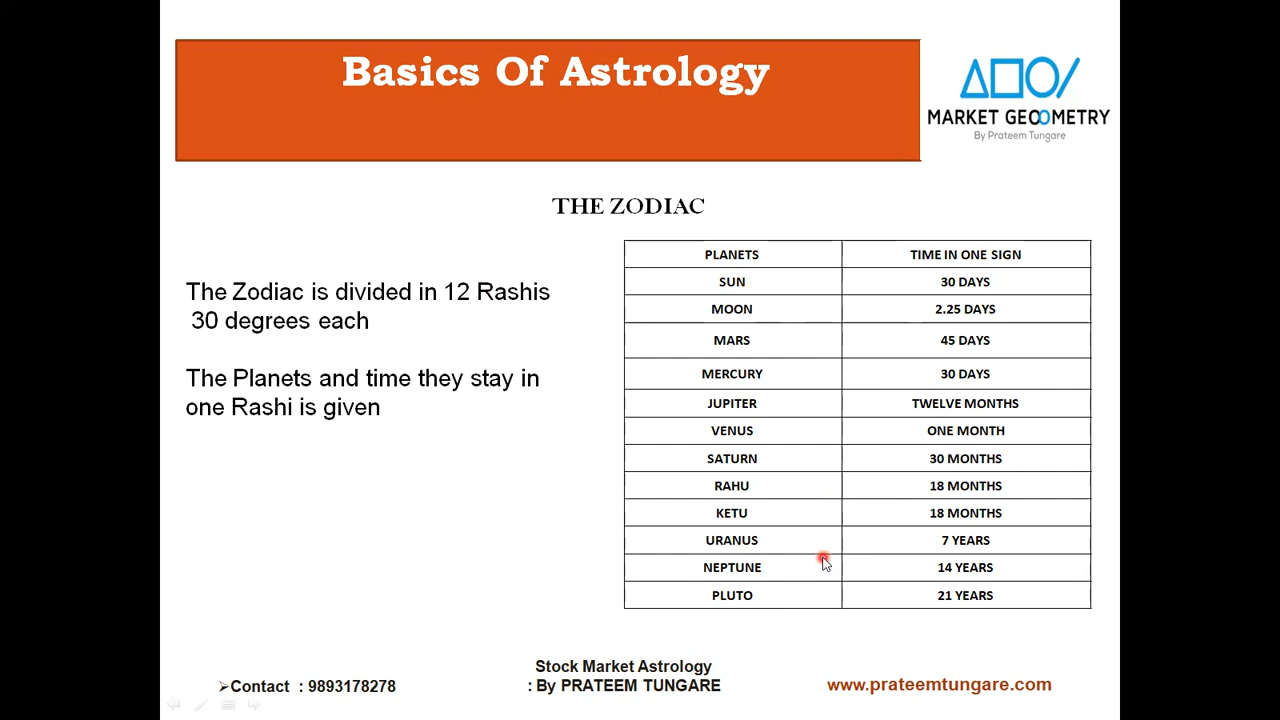 Basics Of Astrology
MARKET GEOOMETRY
By Prateem Tungare
THE ZODIAC
The Zodiac is divided in 12 Rashis
30 degrees each
The Planets and time they stay in
one Rashi is given
PLANETS TIME IN ONE SIGN
SUN 30 DAYS
MOON 2.25 DAYS
MARS 45 DAYS
MERCURY 30 DAYS
JUPITER TWELVE MONTHS
VENUS ONE MONTH
SATURN 30 MONTHS
RAHU 18 MONTHS
KETU 18 MONTHS
URANUS 7 YEARS
NEPTUNE 14 YEARS
PLUTO 21 YEARS
➢Contact : 9893178278
Stock Market Astrology
: By PRATEEM TUNGARE
www.prateemtungare.com